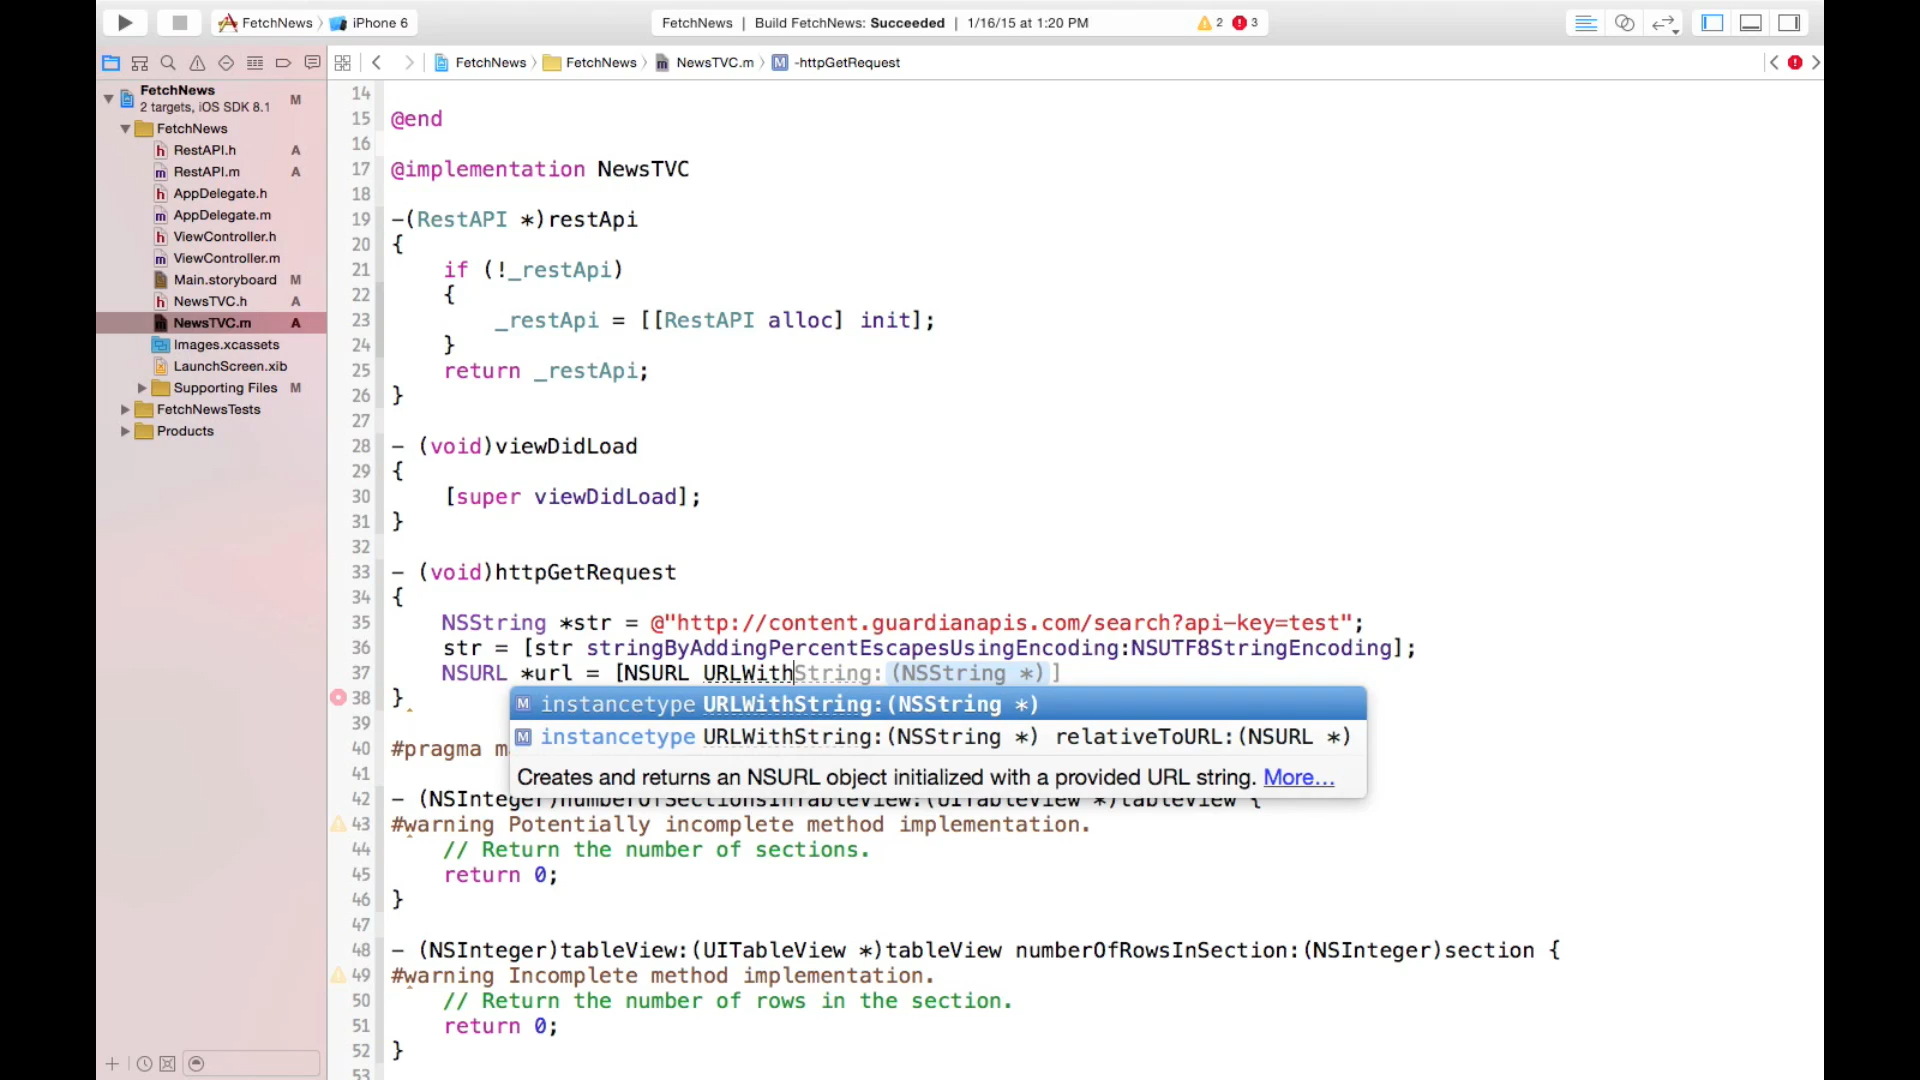 FetchNews › iPhone 6
FetchNews | Build FetchNews: Succeeded | 1/16/15 at 1:20 PM
2
3
FetchNews › FetchNews › NewsTVC.m › M -httpGetRequest
FetchNews
2 targets, iOS SDK 8.1
M
FetchNews
RestAPI.h A
RestAPI.m A
AppDelegate.h
AppDelegate.m
ViewController.h
ViewController.m
Main.storyboard M
NewsTVC.h A
NewsTVC.m A
Images.xcassets
LaunchScreen.xib
Supporting Files M
FetchNewsTests
Products
14
15 @end
16
17 @implementation NewsTVC
18
19 -(RestAPI *)restApi
20 {
21 if (!_restApi)
22 {
23 _restApi = [[RestAPI alloc] init];
24 }
25 return _restApi;
26 }
27
28 - (void)viewDidLoad
29 {
30 [super viewDidLoad];
31 }
32
33 - (void)httpGetRequest
34 {
35 NSString *str = @"http://content.guardianapis.com/search?api-key=test";
36 str = [str stringByAddingPercentEscapesUsingEncoding:NSUTF8StringEncoding];
37 NSURL *url = [NSURL URLWithString:(NSString *)]
38 }
M instancetype URLWithString:(NSString *)
M instancetype URLWithString:(NSString *) relativeToURL:(NSURL *)
Creates and returns an NSURL object initialized with a provided URL string. More...
39
40 #pragma
41
42 - (NSInteger)numberOfSectionsInTableView:(UITableView *)tableView {
43 #warning Potentially incomplete method implementation.
44 // Return the number of sections.
45 return 0;
46 }
47
48 - (NSInteger)tableView:(UITableView *)tableView numberOfRowsInSection:(NSInteger)section {
49 #warning Incomplete method implementation.
50 // Return the number of rows in the section.
51 return 0;
52 }
53